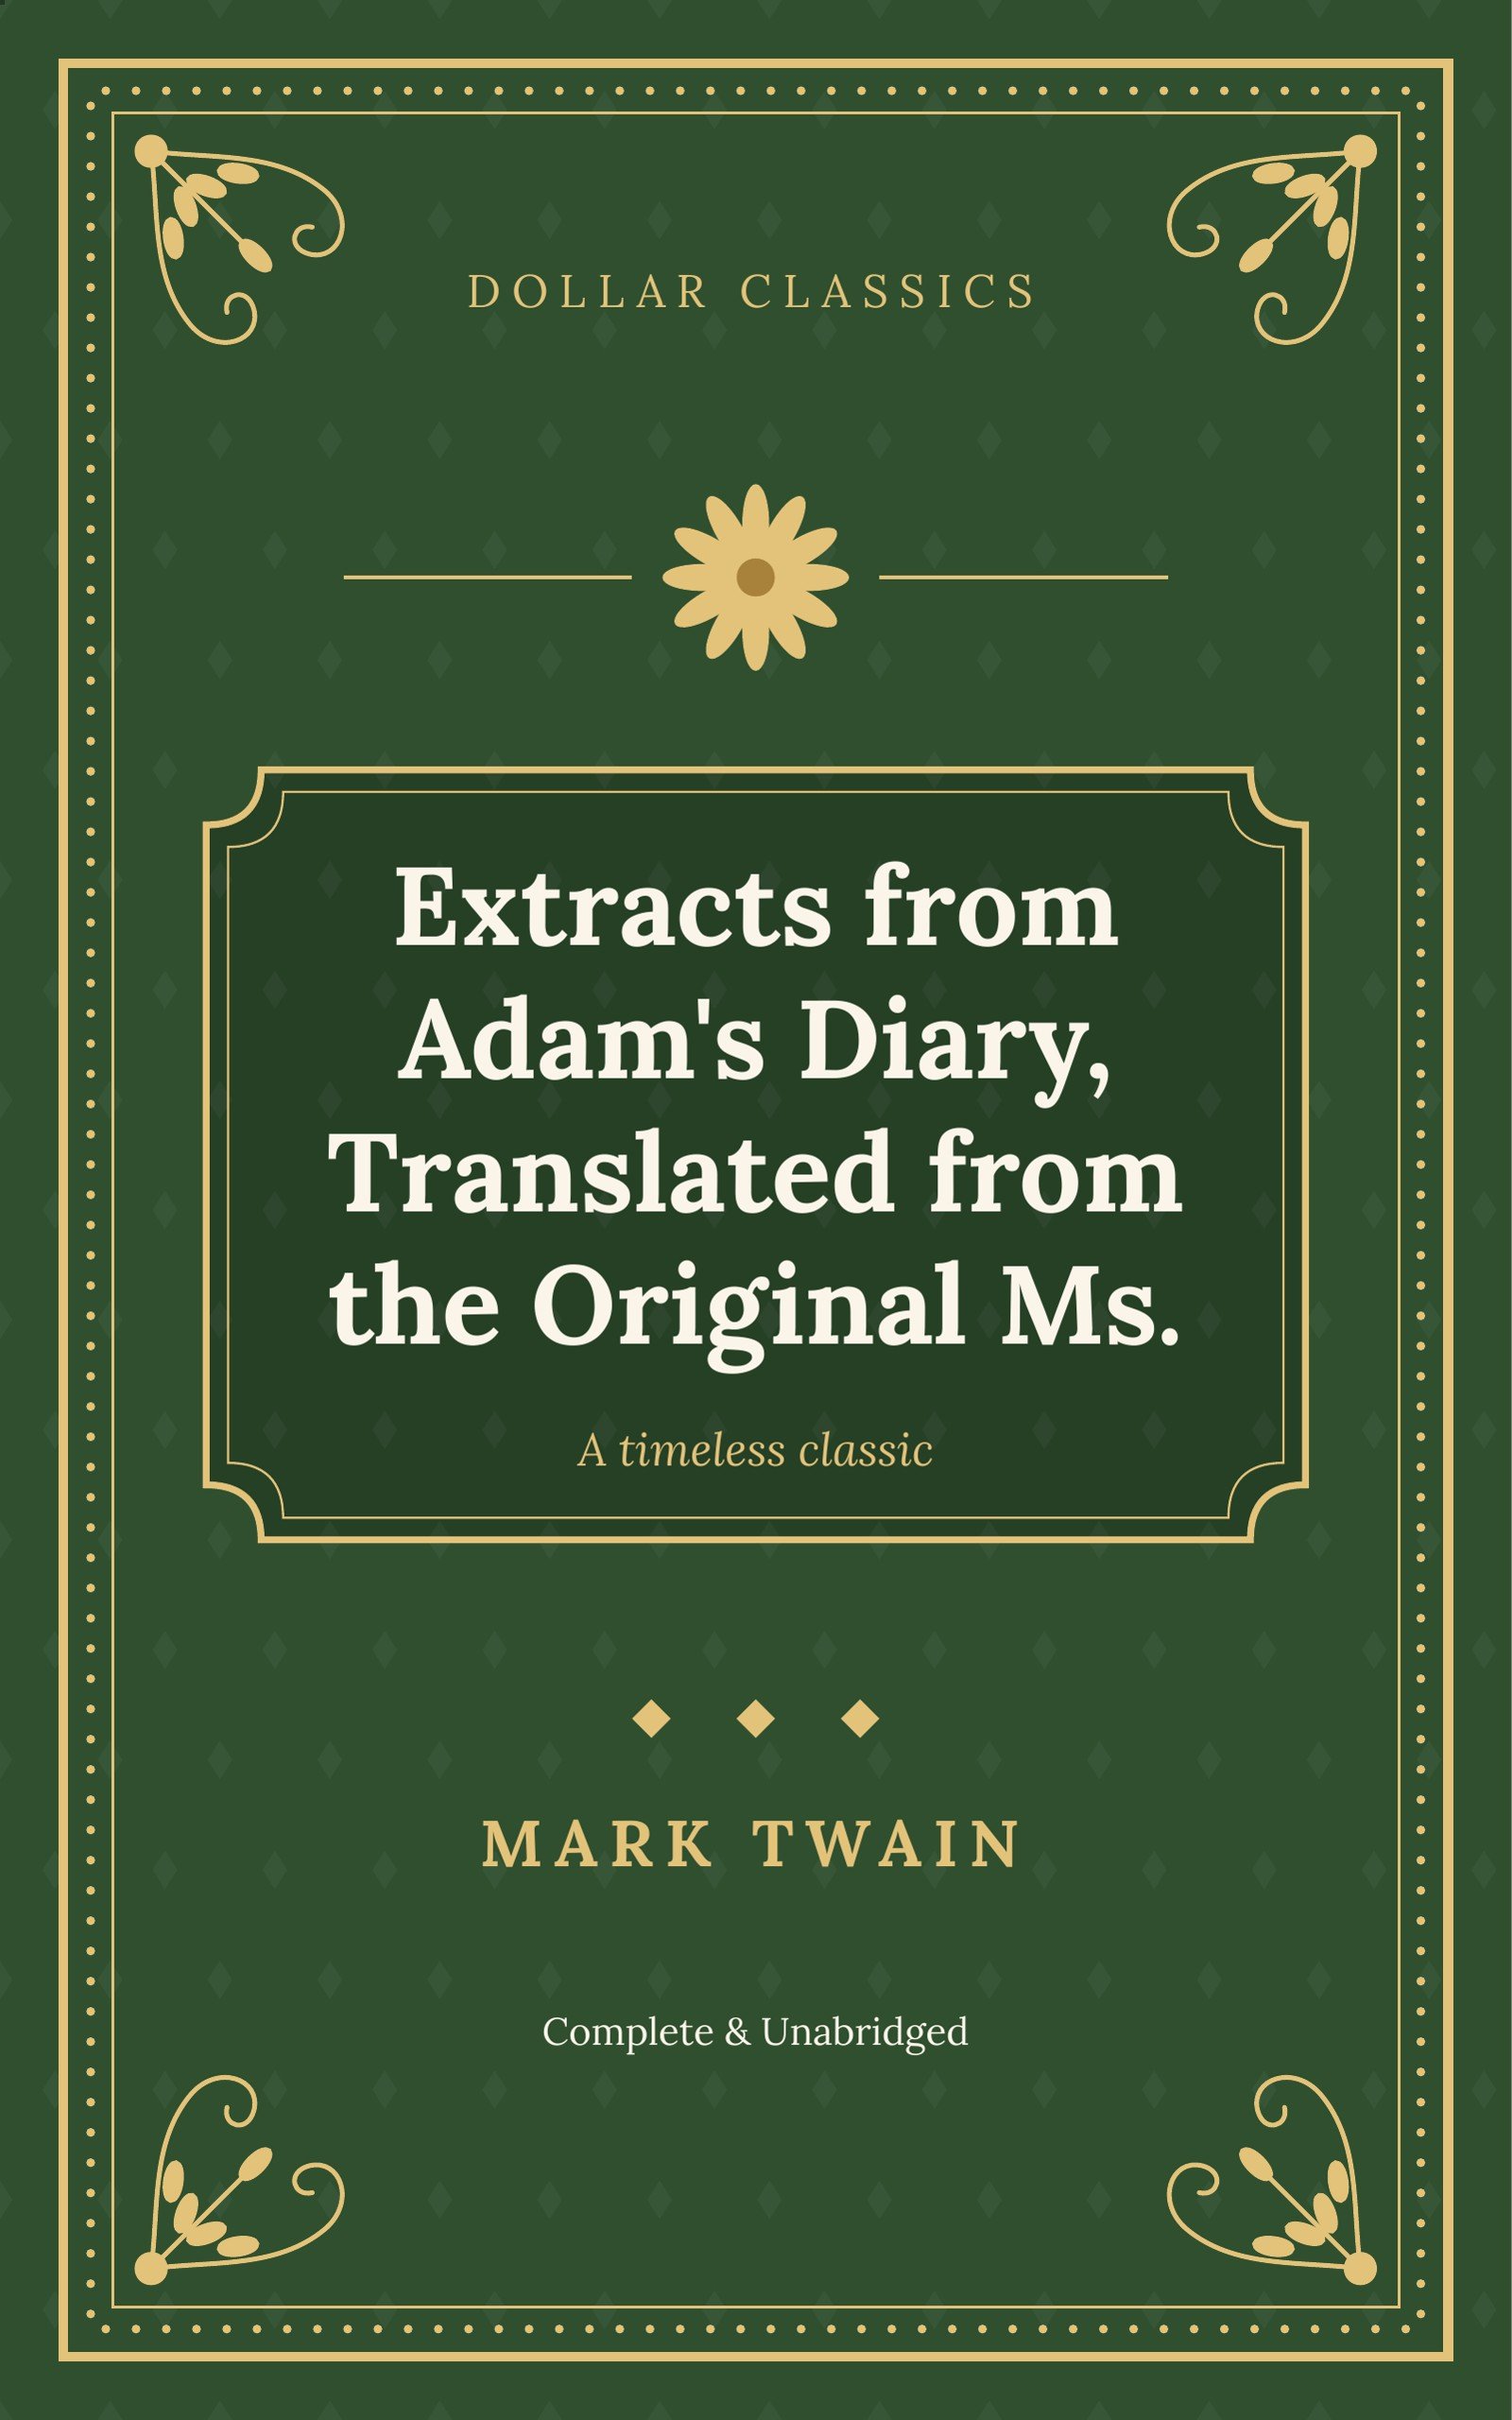 DOLLAR CLASSICS
Extracts from
Adam's Diary,
Translated from
the Original Ms.
A timeless classic
MARK TWAIN
Complete & Unabridged